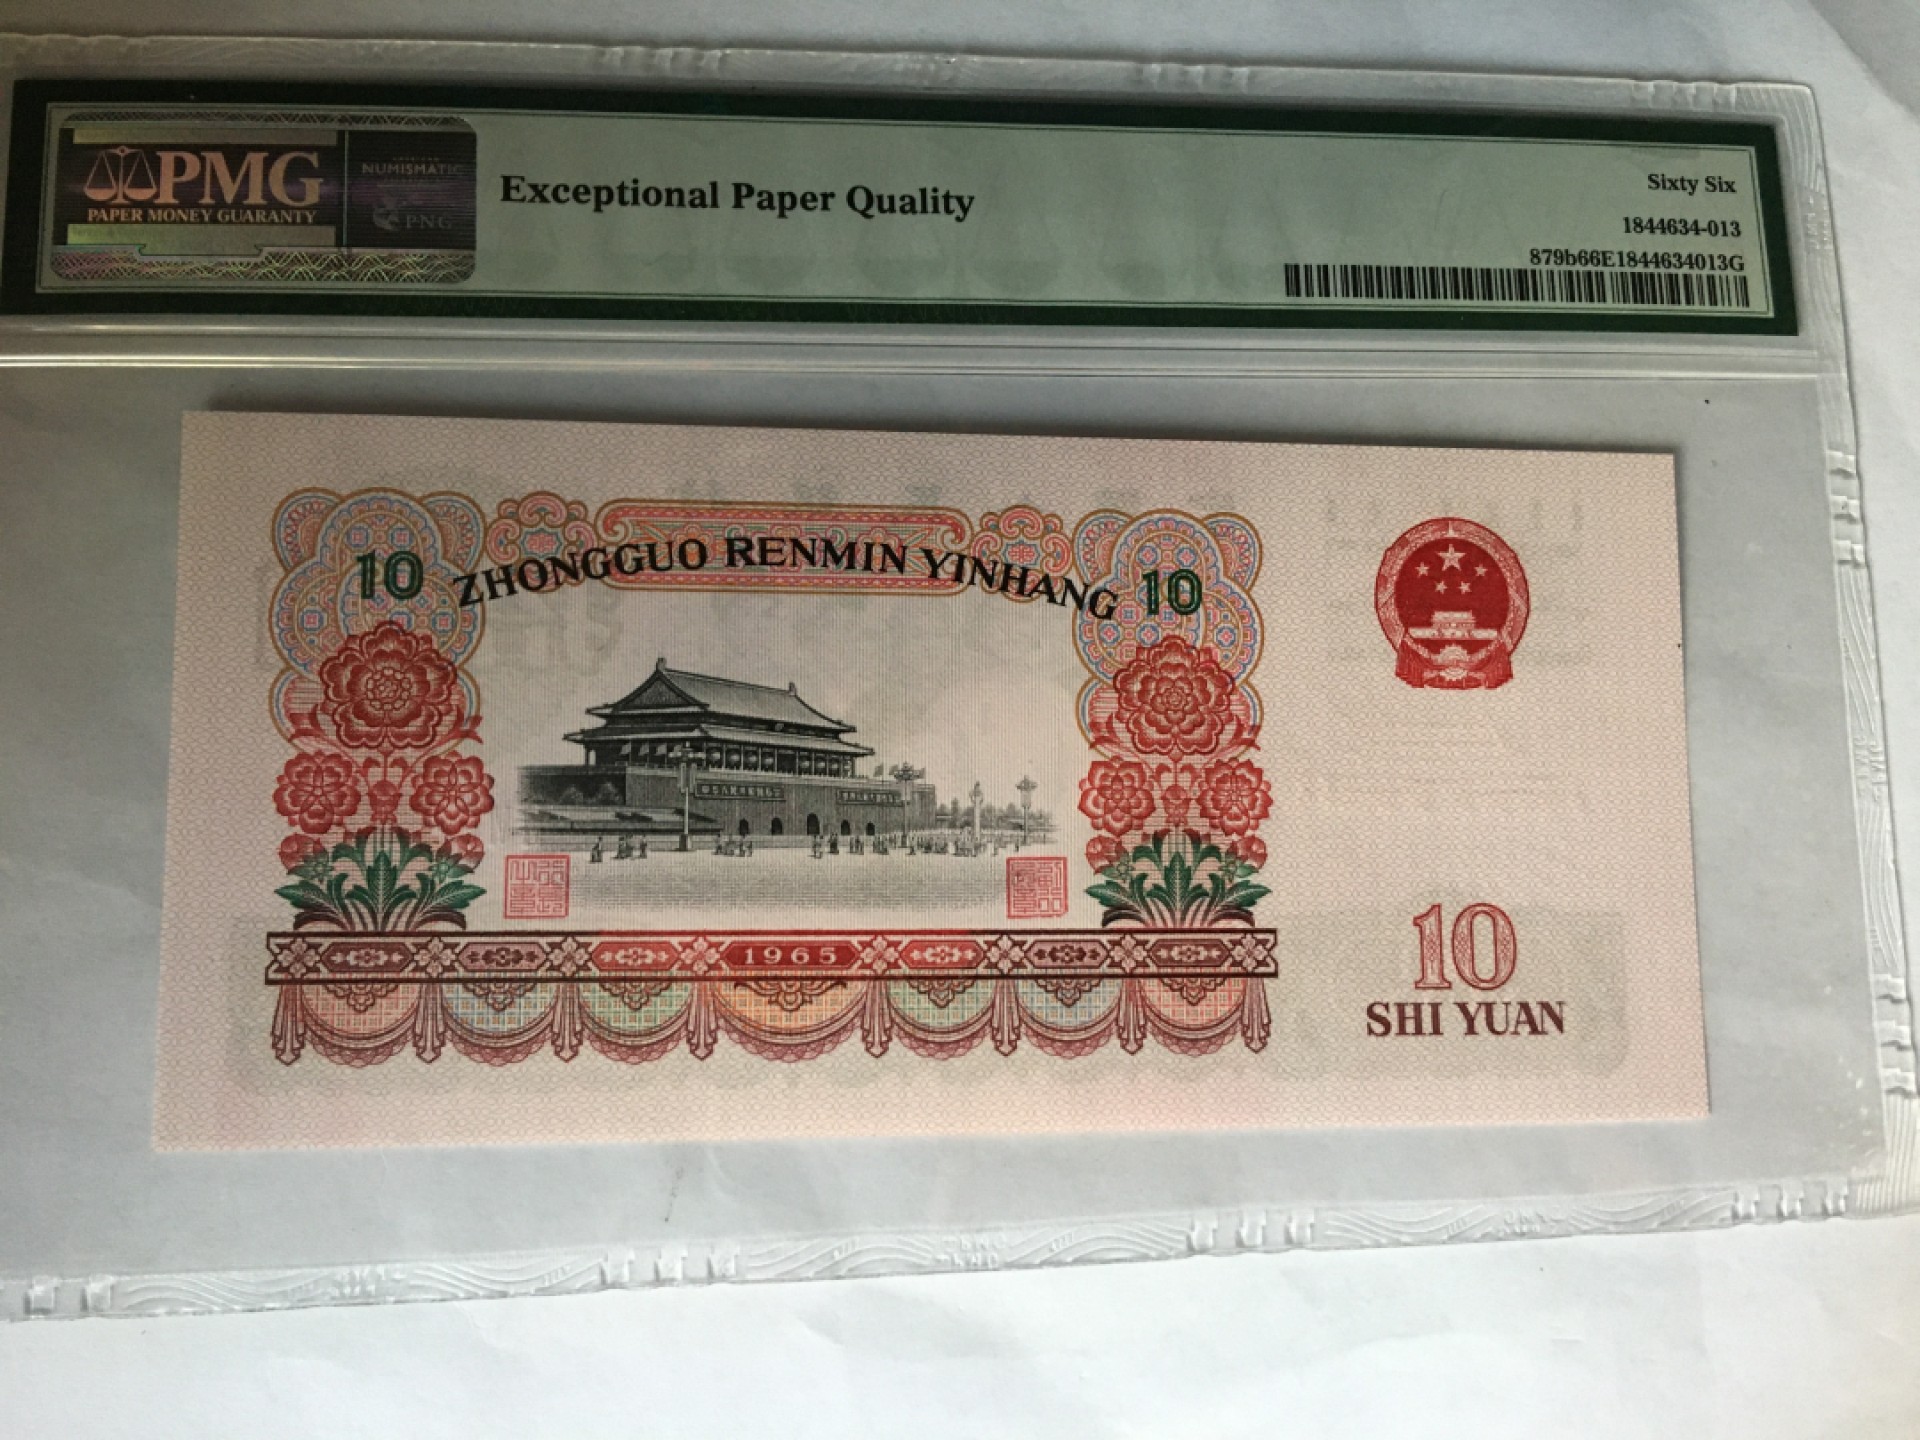 PMG
PAPER MONEY GUARANTY
NUMISMATIC
PNG
Exceptional Paper Quality
Sixty Six
1844634-013
879b66E1844634013G
10
ZHONGGUO RENMIN YINHANG
10
1965
10
SHI YUAN